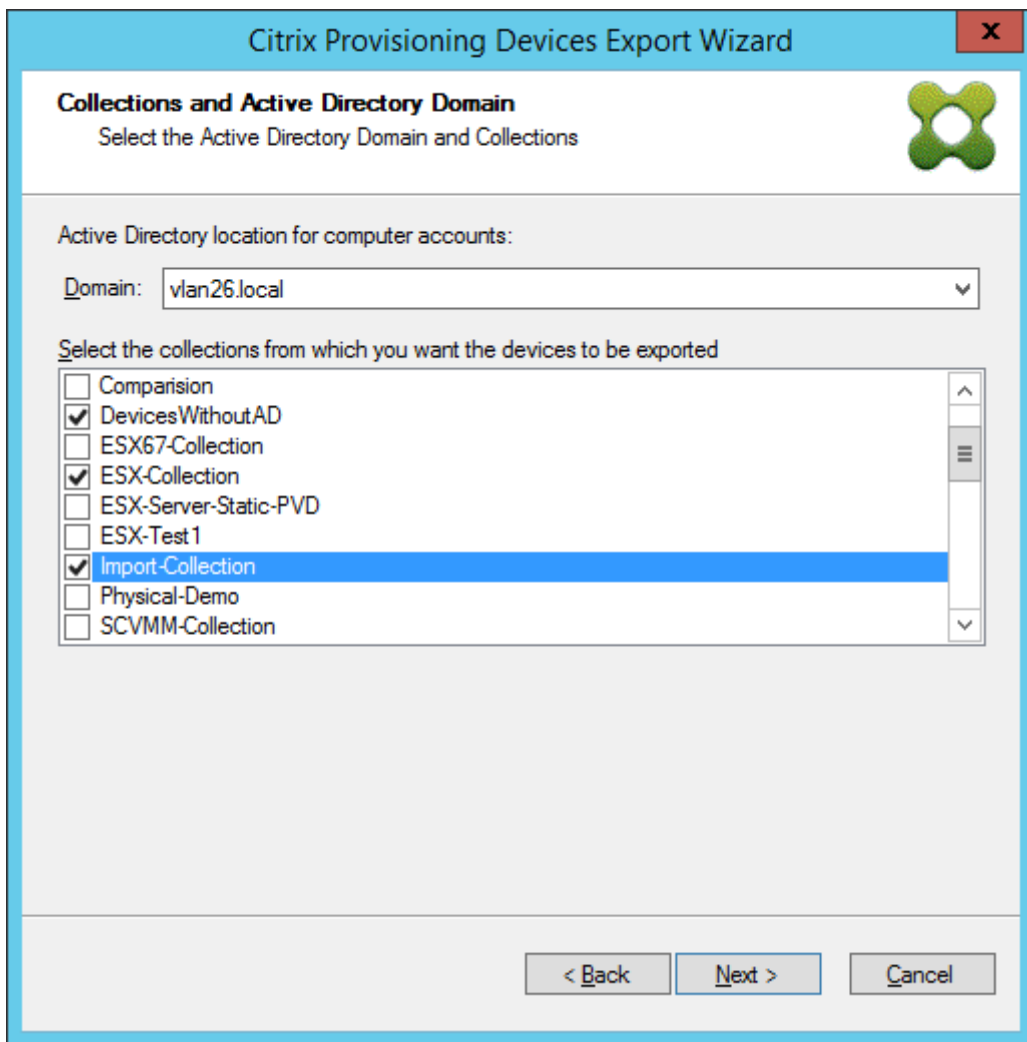 Citrix Provisioning Devices Export Wizard
x
Collections and Active Directory Domain
Select the Active Directory Domain and Collections
Active Directory location for computer accounts:
Domain: vlan26.local
Select the collections from which you want the devices to be exported
Comparision
DevicesWithoutAD
ESX67-Collection
ESX-Collection
ESX-Server-Static-PVD
ESX-Test1
Import-Collection
Physical-Demo
SCVMM-Collection
< Back Next > Cancel